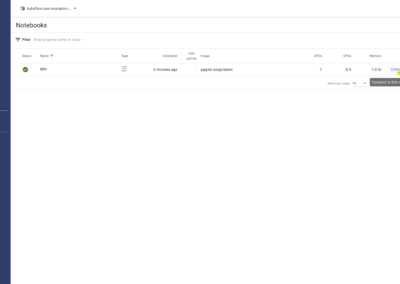 kubeflow-user-example-c...
Notebooks
Filter Enter property name or value
Status Name Type Created at Last activity Image GPUs CPUs Memory
3 minutes ago jupyter-scipy:latest 1 0.5 1.0 Gi
Items per page: 10
Connect to this